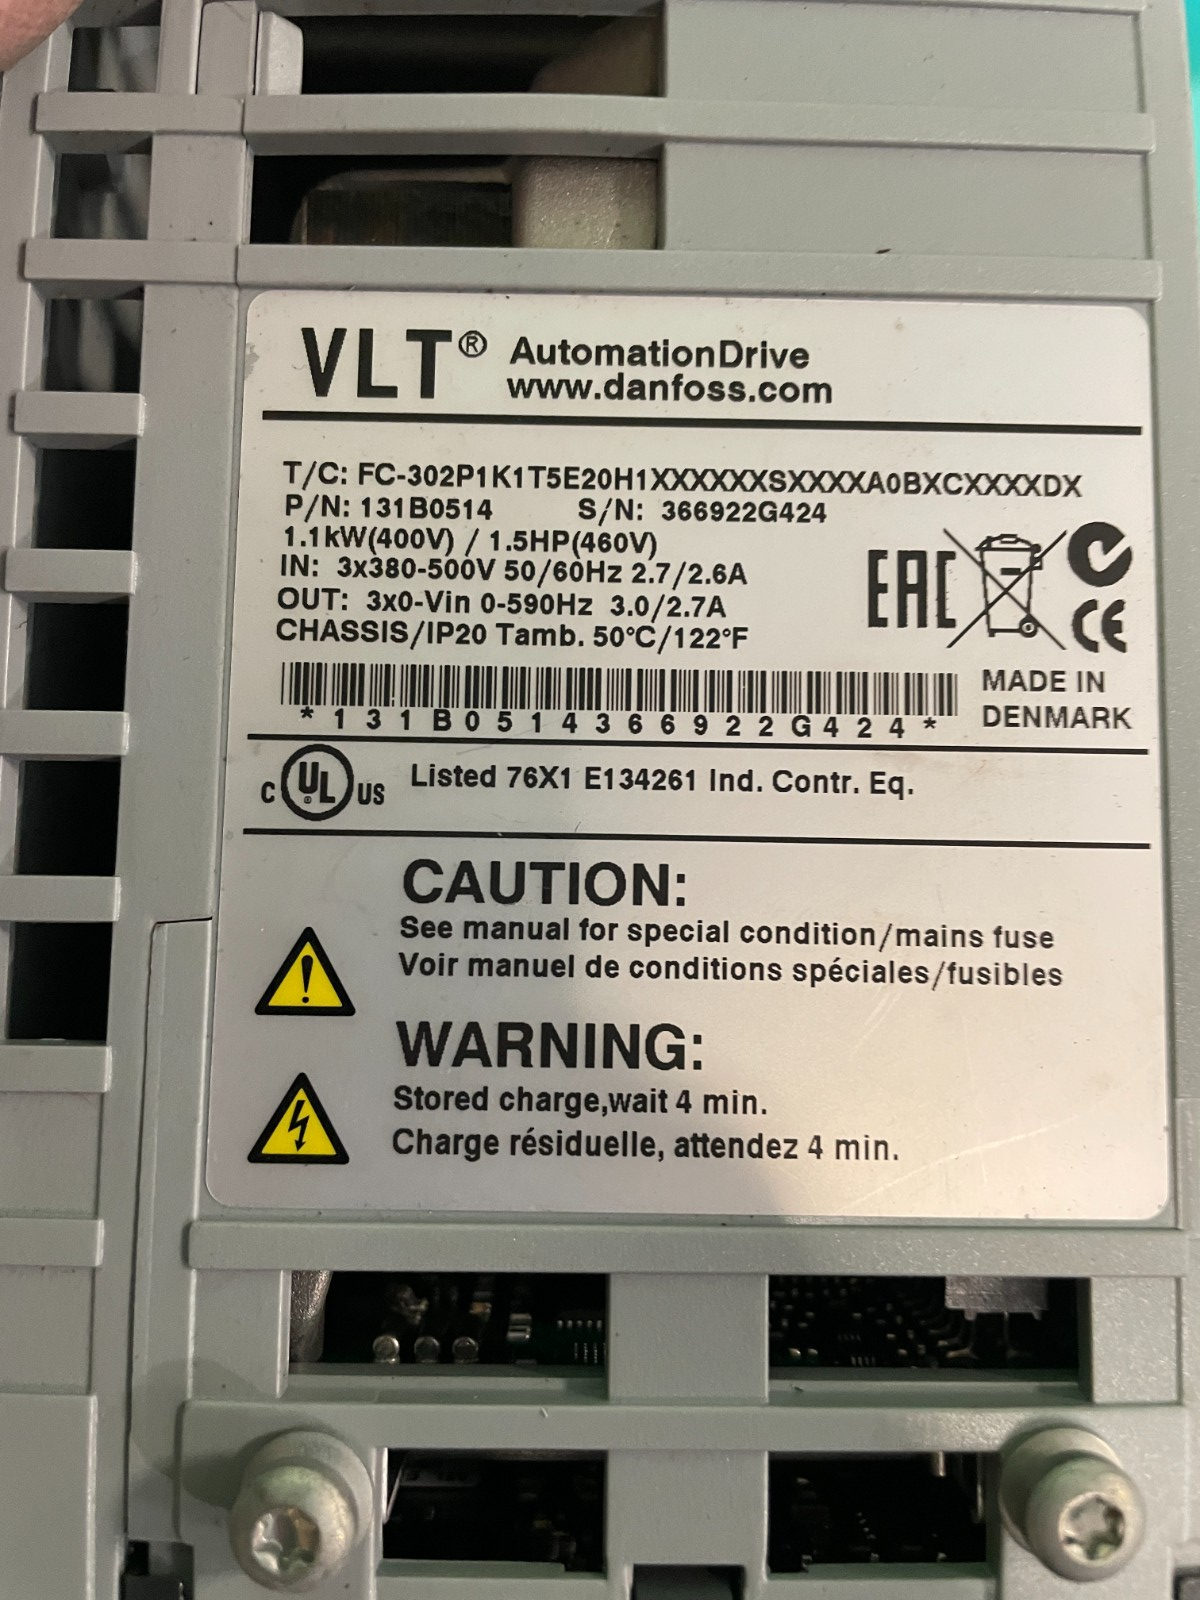 VLT® AutomationDrive
www.danfoss.com
T/C: FC-302P1K1T5E20H1XXXXXXSXXXXA0BXCXXXXDX
P/N: 131B0514 S/N: 366922G424
1.1kW(400V) / 1.5HP(460V)
IN: 3x380-500V 50/60Hz 2.7/2.6A
OUT: 3x0-Vin 0-590Hz 3.0/2.7A
CHASSIS/IP20 Tamb. 50°C/122°F
EAC
CE
*131B0514366922G424*
MADE IN
DENMARK
C UL US Listed 76X1 E134261 Ind. Contr. Eq.
CAUTION:
See manual for special condition/mains fuse
Voir manuel de conditions spéciales/fusibles
WARNING:
Stored charge,wait 4 min.
Charge résiduelle, attendez 4 min.